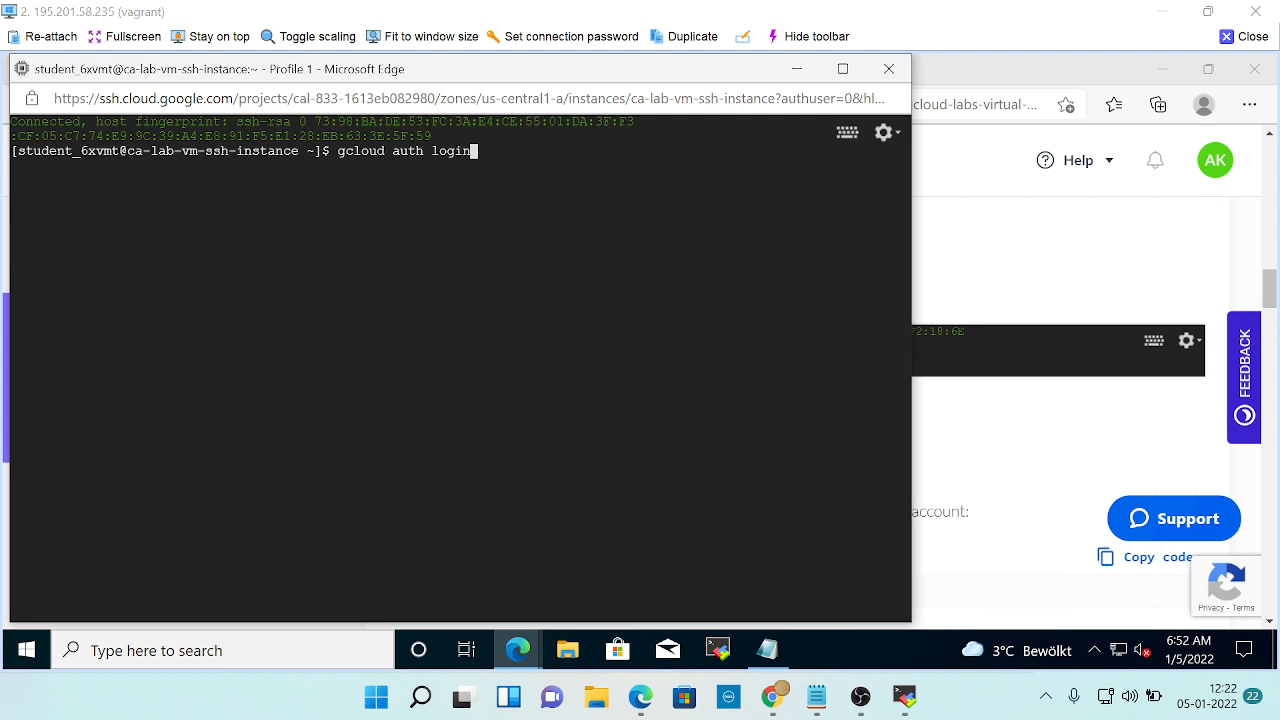 2. 195.201.58.235 (vagrant)
Re-attach Fullscreen Stay on top Toggle scaling Fit to window size Set connection password Duplicate Hide toolbar Close
student_6xvmt@ca-lab-vm-ssh-instance:~ - Profile 1 - Microsoft Edge
https://ssh.cloud.google.com/projects/cal-833-1613eb082980/zones/us-central1-a/instances/ca-lab-vm-ssh-instance?authuser=0&hl...
cloud-labs-virtual-...
Connected, host fingerprint: ssh-rsa 0 73:98:BA:DE:53:FC:3A:E4:CE:55:01:DA:3F:F3
:CF:05:C7:74:E9:9C:39:A4:E8:91:F5:E1:28:EB:63:3E:5F:59
[student_6xvmt@ca-lab-vm-ssh-instance ~]$ gcloud auth login
Help
AK
F2:10:6E
FEEDBACK
account:
Support
Copy code
Privacy - Terms
Type here to search
3°C Bewölkt
6:52 AM
1/5/2022
DELL
12:22
05-01-2022
22